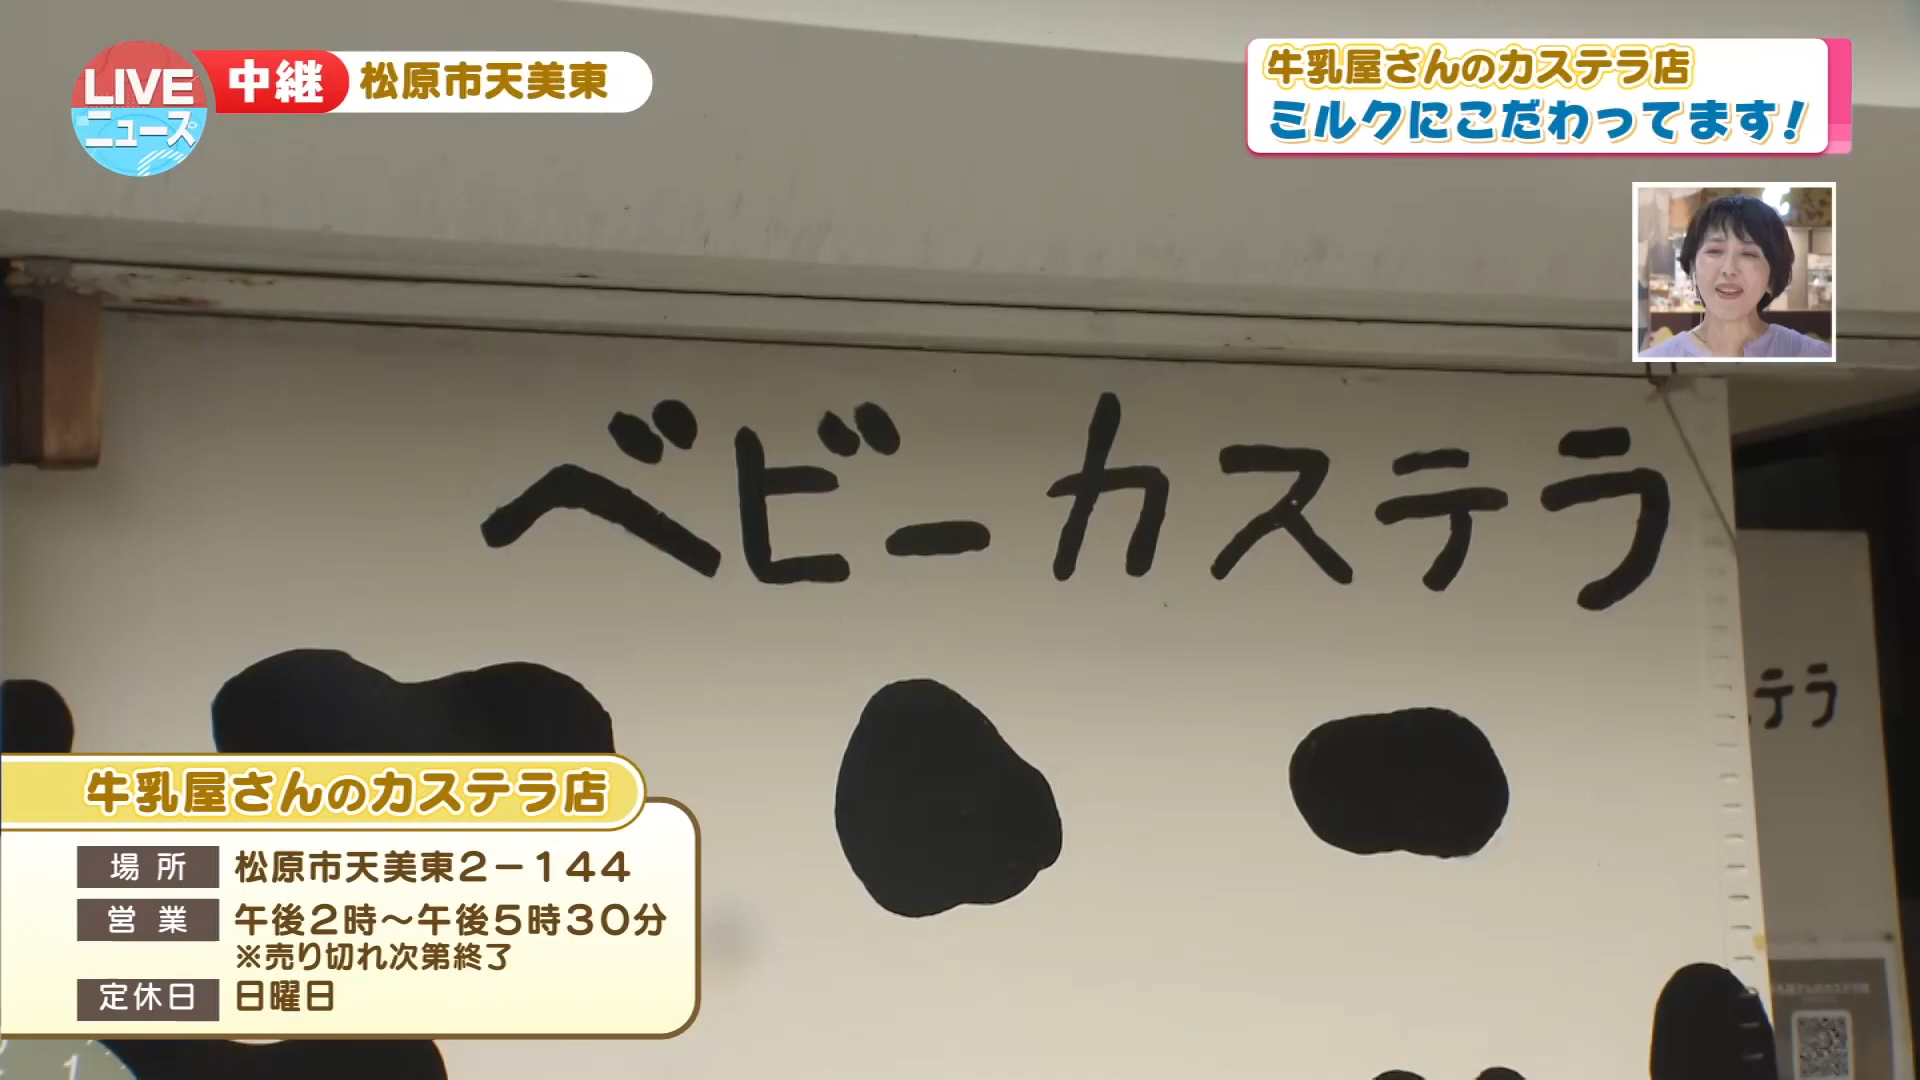 LIVE
ニュース
中継
松原市天美東
牛乳屋さんのカステラ店
ミルクにこだわってます!
ベビーカステラ
テラ
牛乳屋さんのカステラ店
場所
松原市天美東2-144
営業
午後2時~午後5時30分
※売り切れ次第終了
定休日
日曜日